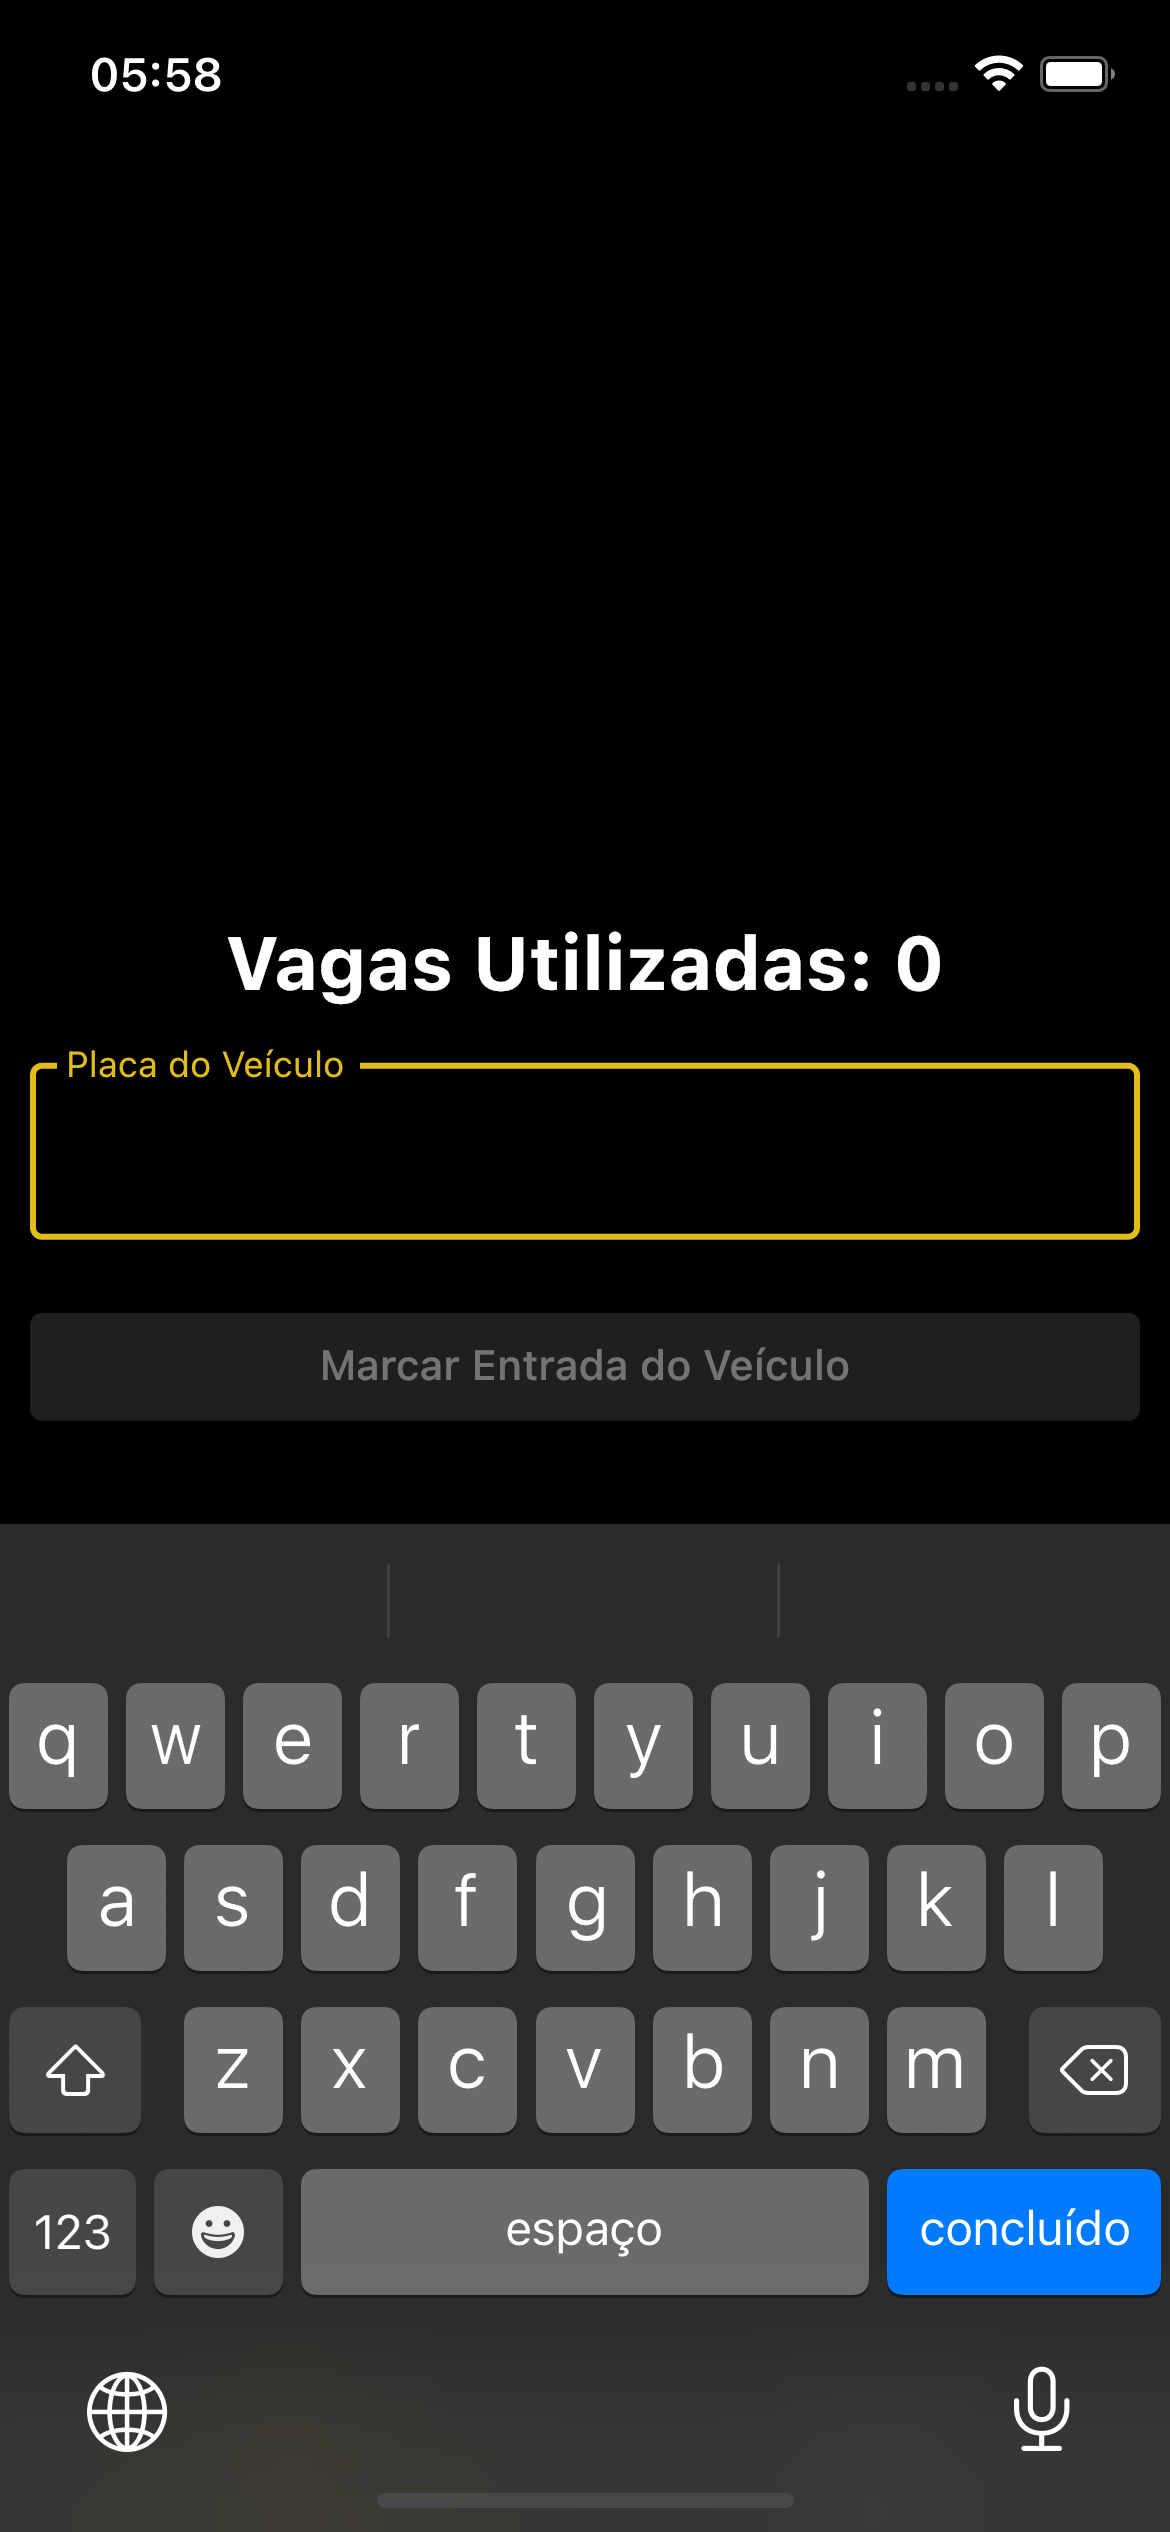 05:58
Vagas Utilizadas: 0
Placa do Veículo
Marcar Entrada do Veículo
q w e r t y u i o p
a s d f g h j k l
z x c v b n m
123 espaço concluído